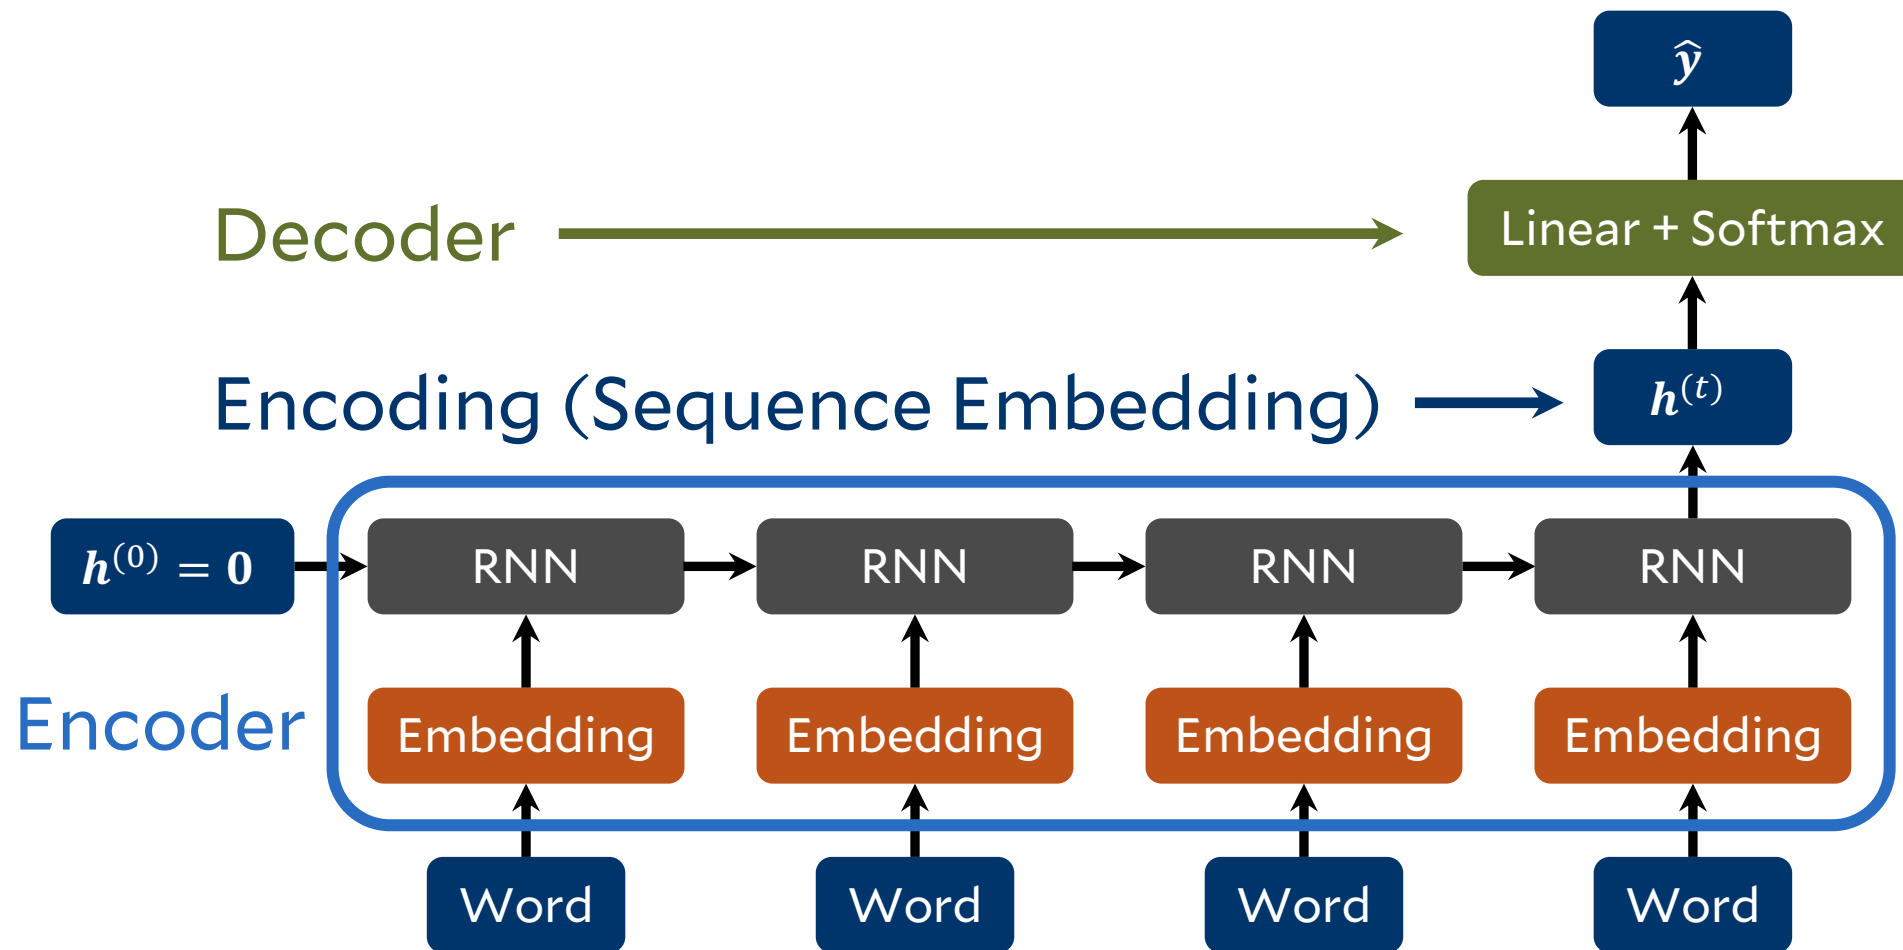 ŷ
Decoder
Linear + Softmax
Encoding (Sequence Embedding)
h^(t)
h^(0) = 0
RNN
RNN
RNN
RNN
Encoder
Embedding
Embedding
Embedding
Embedding
Word
Word
Word
Word